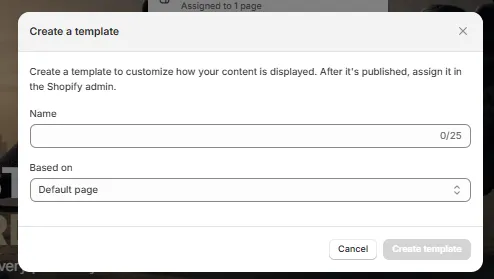 Assigned to 1 page
Create a template
Create a template to customize how your content is displayed. After it's published, assign it in
the Shopify admin.
Name
0/25
Based on
Default page
Cancel
Create template